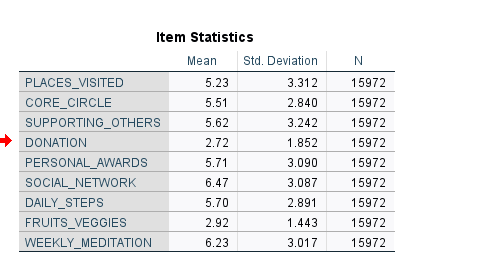 Item Statistics
Mean Std. Deviation N
PLACES_VISITED 5.23 3.312 15972
CORE_CIRCLE 5.51 2.840 15972
SUPPORTING_OTHERS 5.62 3.242 15972
DONATION 2.72 1.852 15972
PERSONAL_AWARDS 5.71 3.090 15972
SOCIAL_NETWORK 6.47 3.087 15972
DAILY_STEPS 5.70 2.891 15972
FRUITS_VEGGIES 2.92 1.443 15972
WEEKLY_MEDITATION 6.23 3.017 15972